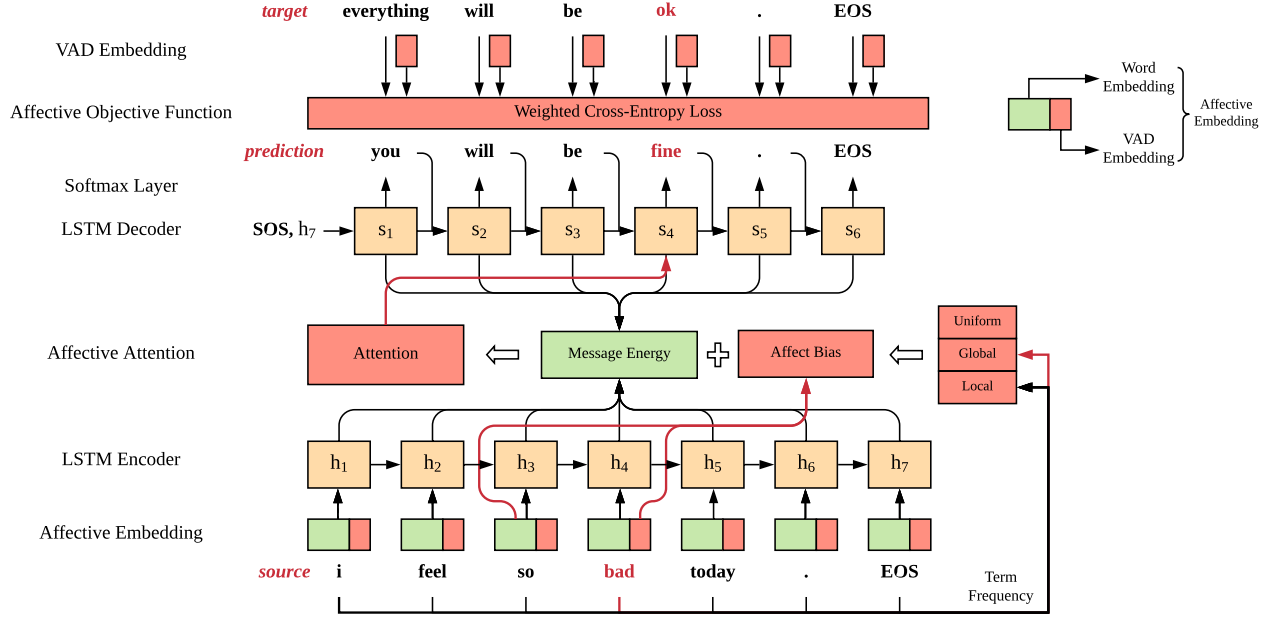 target everything will be ok . EOS
VAD Embedding
Word Embedding
Affective Objective Function
Weighted Cross-Entropy Loss
Affective Embedding
VAD Embedding
prediction you will be fine . EOS
Softmax Layer
LSTM Decoder
SOS, h7 s1 s2 s3 s4 s5 s6
Affective Attention
Attention
Message Energy
Affect Bias
Uniform
Global
Local
LSTM Encoder
h1 h2 h3 h4 h5 h6 h7
Affective Embedding
source i feel so bad today . EOS
Term
Frequency